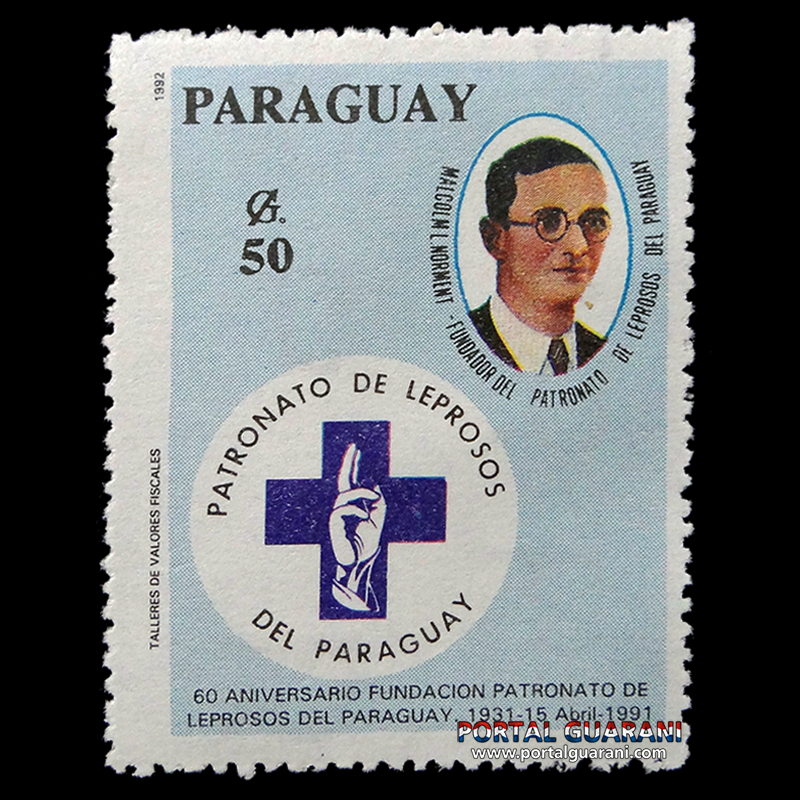 1992
PARAGUAY
₲.
50
MALCOLM L. NORMENT - FUNDADOR DEL PATRONATO DE LEPROSOS DEL PARAGUAY
PATRONATO DE LEPROSOS
DEL PARAGUAY
TALLERES DE VALORES FISCALES
60 ANIVERSARIO FUNDACION PATRONATO DE
LEPROSOS DEL PARAGUAY, 1931-15 Abril-1991
PORTAL GUARANI
www.portalguarani.com